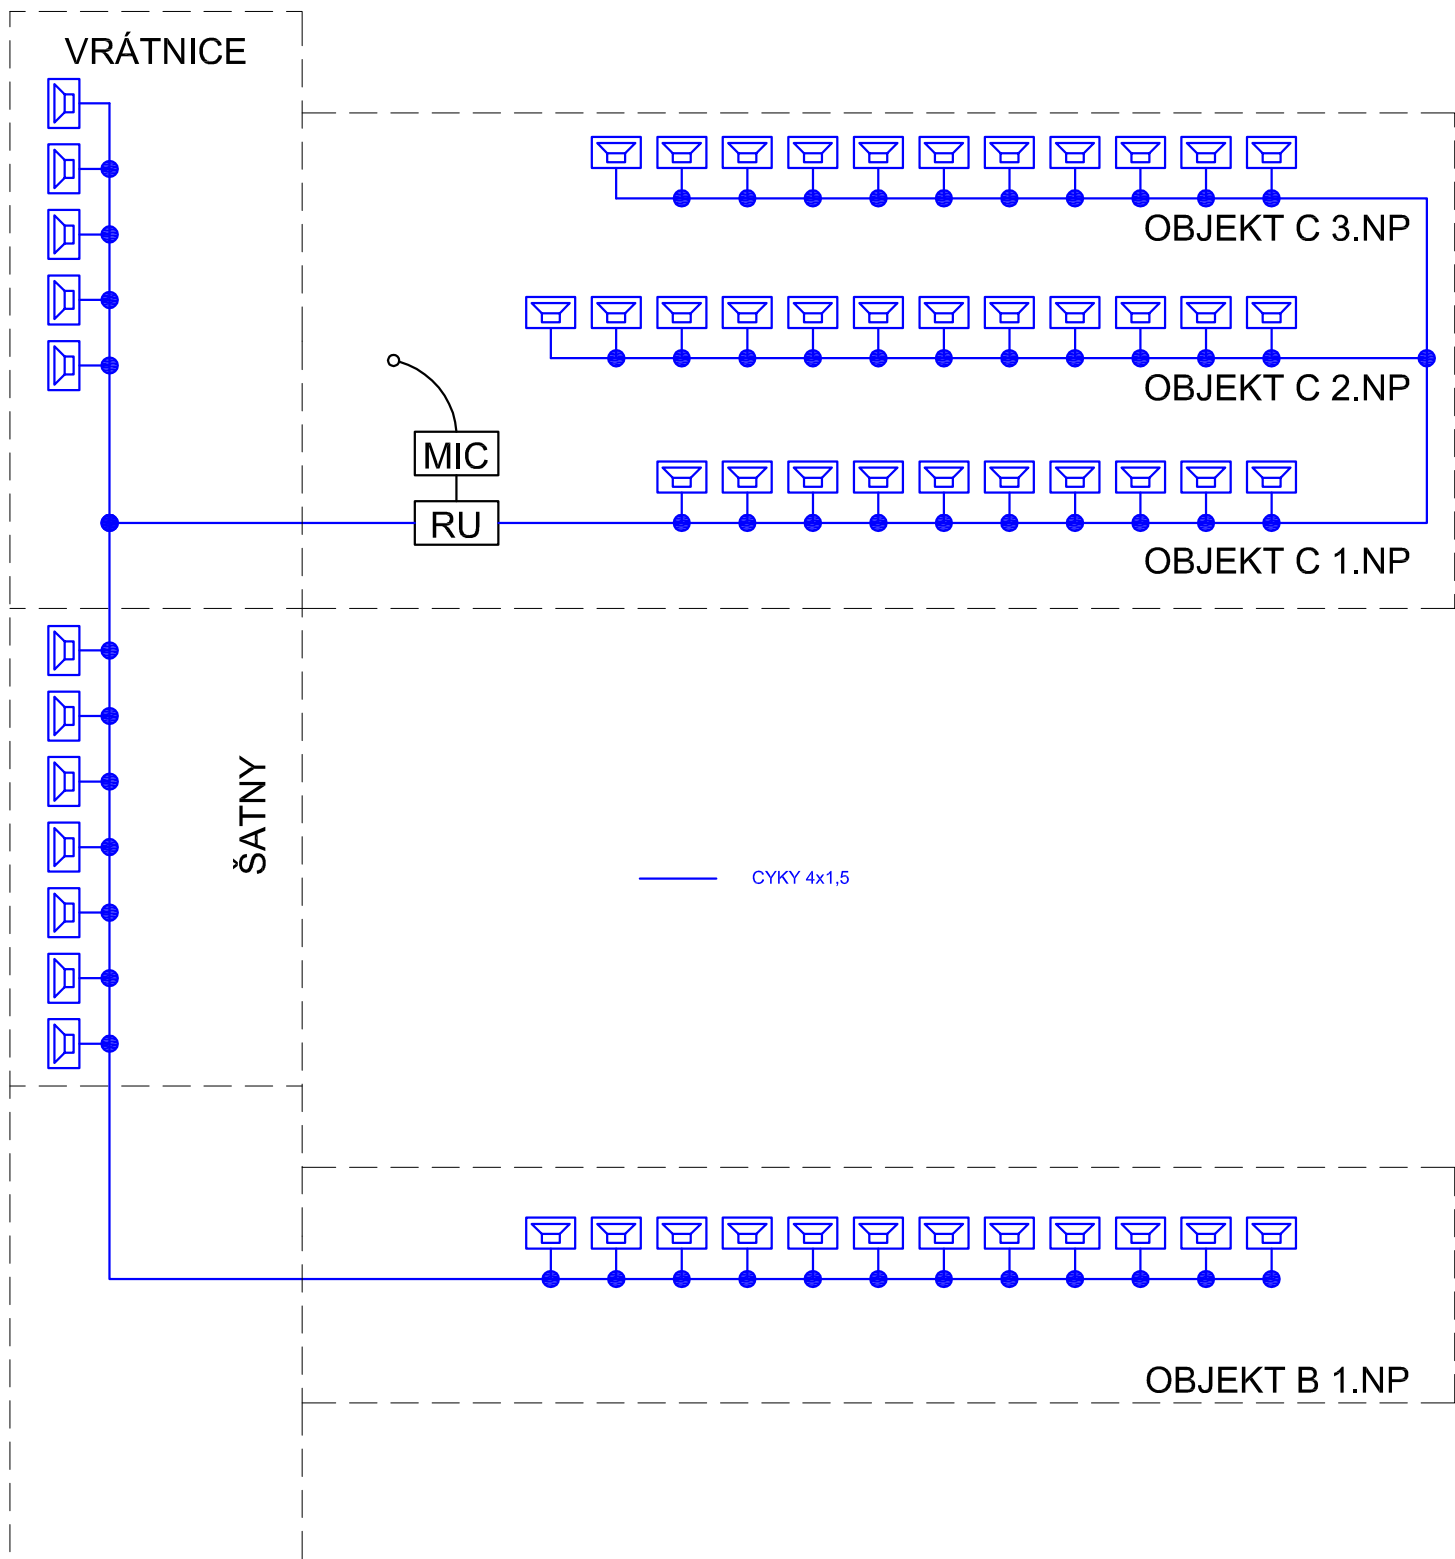 VRÁTNICE
OBJEKT C 3.NP
OBJEKT C 2.NP
MIC
RU
OBJEKT C 1.NP
ŠATNY
CYKY 4x1,5
OBJEKT B 1.NP